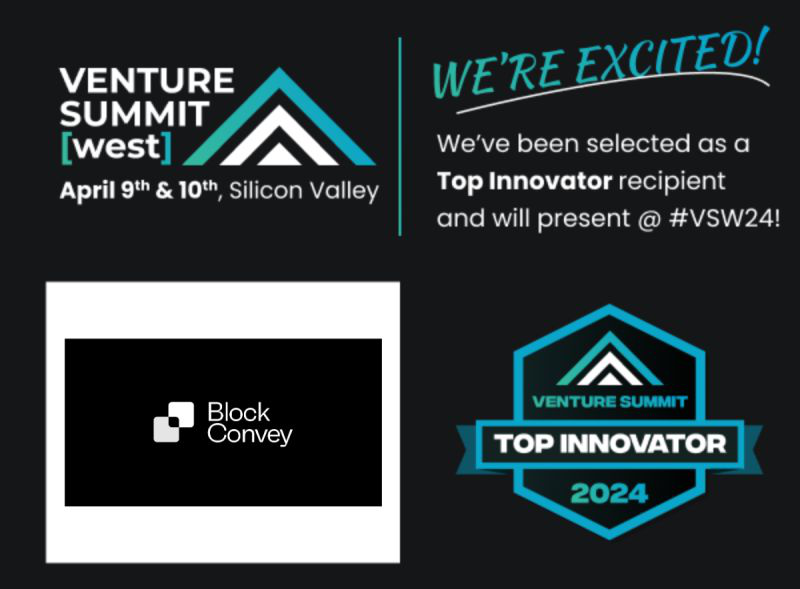 VENTURE
SUMMIT
[west]
April 9th & 10th, Silicon Valley
WE'RE EXCITED!
We've been selected as a
Top Innovator recipient
and will present @ #VSW24!
Block
Convey
VENTURE SUMMIT
TOP INNOVATOR
2024